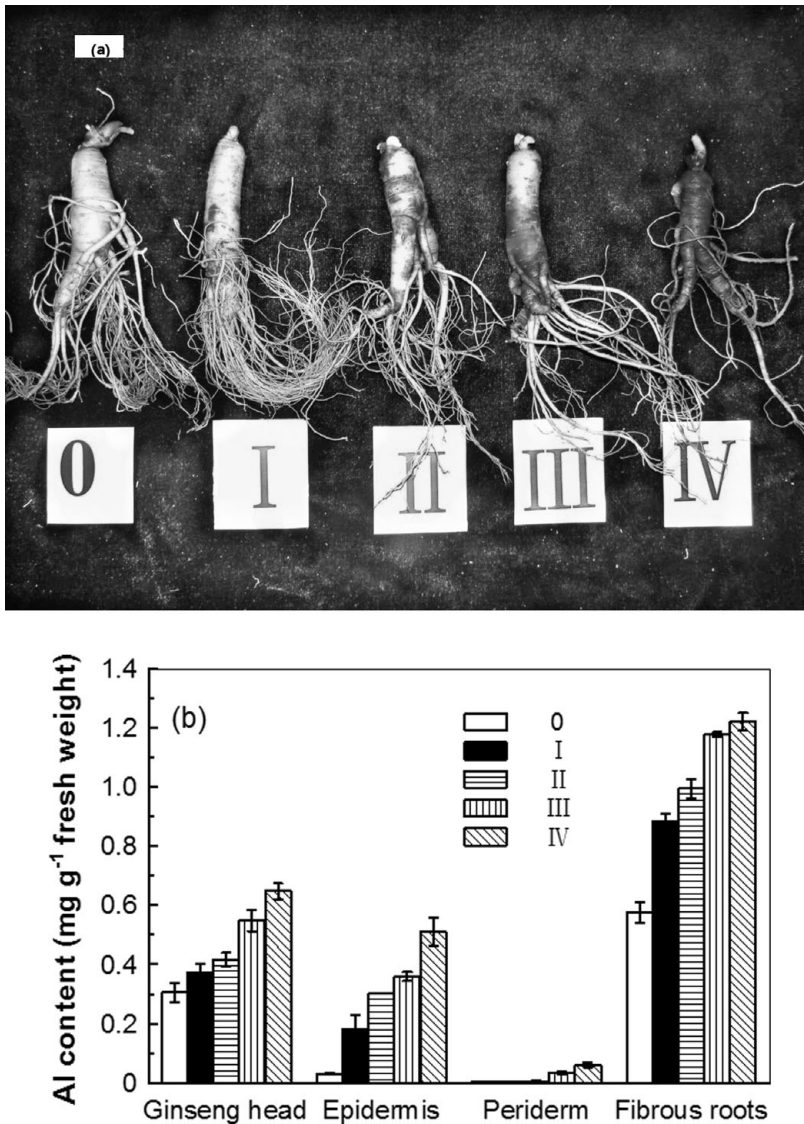 (a)
0 I II III IV
Al content (mg g⁻¹ fresh weight)
1.4
1.2
1.0
0.8
0.6
0.4
0.2
0
(b)
0
I
II
III
IV
Ginseng head Epidermis Periderm Fibrous roots